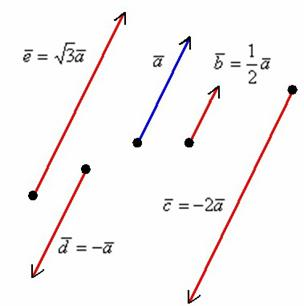 e̅ = √3a̅
a̅
b̅ = 1/2 a̅
c̅ = -2a̅
d̅ = -a̅